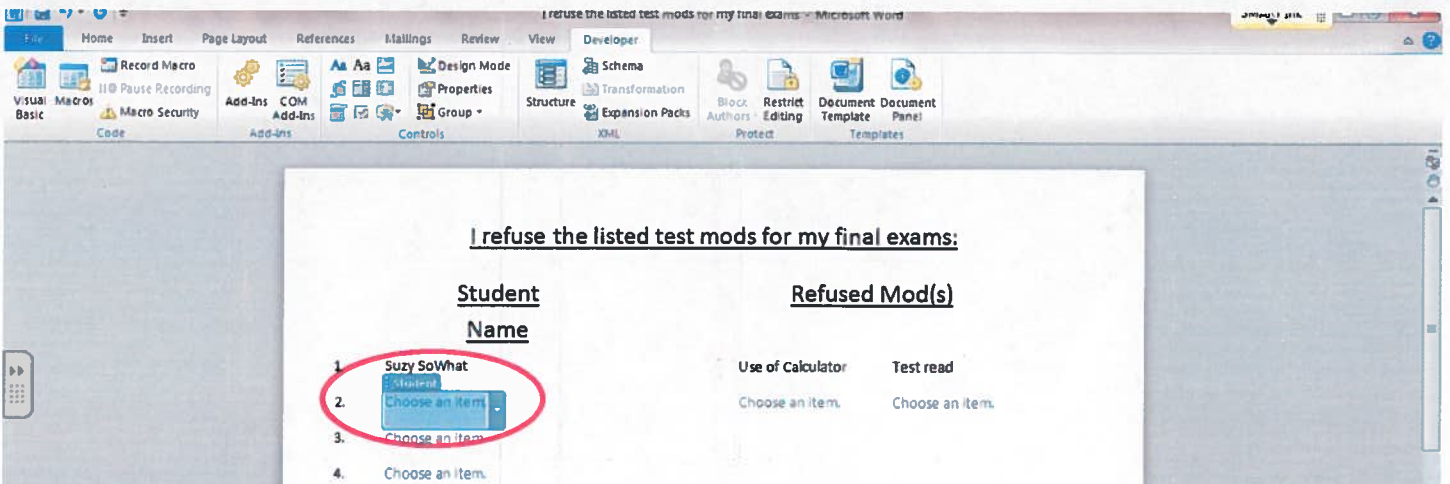 I refuse the listed test mods for my final exams - Microsoft Word
File Home Insert Page Layout References Mailings Review View Developer
Record Macro
Pause Recording
Macro Security
Visual Basic
Macros
Code
Add-Ins
COM Add-Ins
Add-Ins
Aa Aa
Design Mode
Properties
Group
Controls
Structure
Schema
Transformation
Expansion Packs
XML
Block Authors
Restrict Editing
Protect
Document Template
Document Panel
Templates
I refuse the listed test mods for my final exams:
Student Refused Mod(s)
Name
1. Suzy SoWhat Use of Calculator Test read
Student
2. Choose an item. Choose an item. Choose an item.
3. Choose an item.
4. Choose an item.